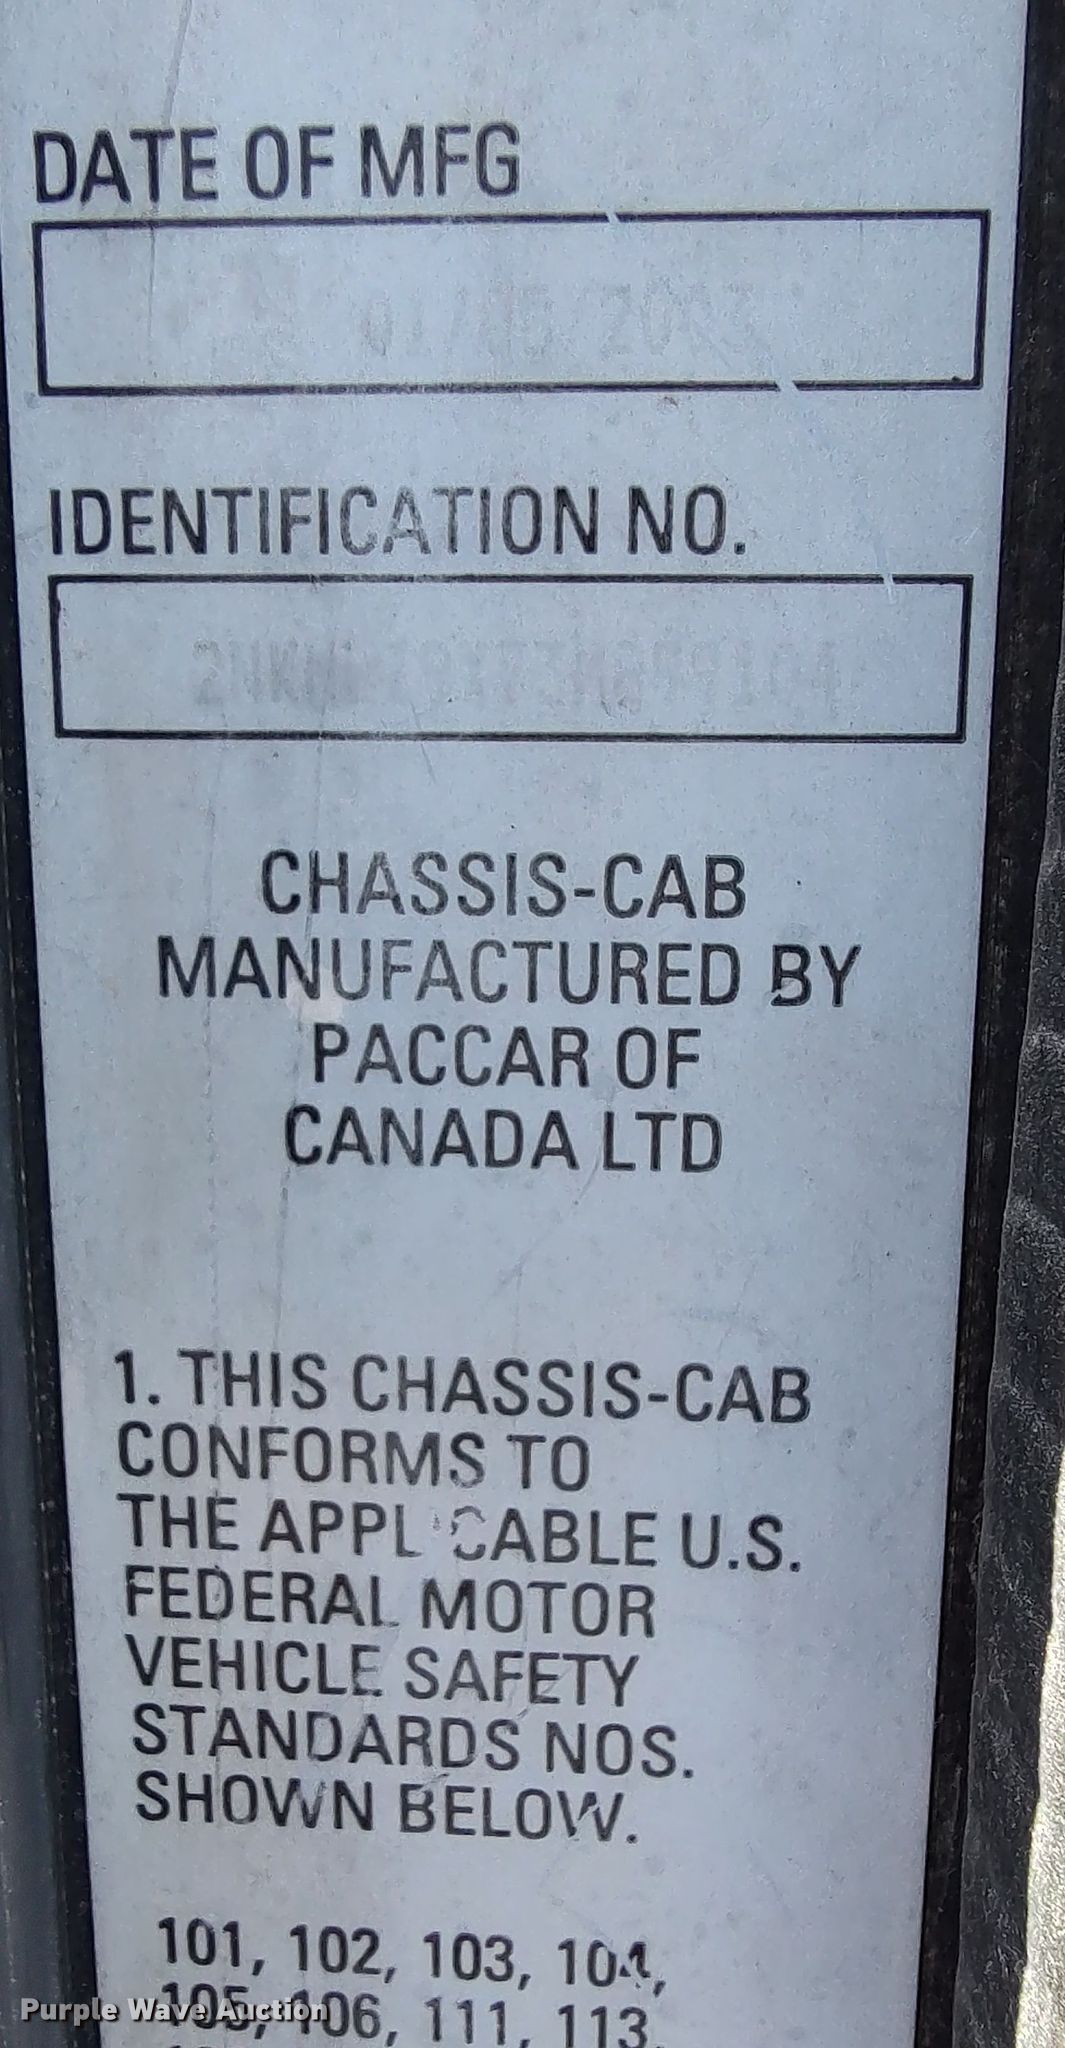 DATE OF MFG
IDENTIFICATION NO.
CHASSIS-CAB
MANUFACTURED BY
PACCAR OF
CANADA LTD
1. THIS CHASSIS-CAB
CONFORMS TO
THE APPLICABLE U.S.
FEDERAL MOTOR
VEHICLE SAFETY
STANDARDS NOS.
SHOWN BELOW.
101, 102, 103, 104,
105, 106, 111, 113,
Purple Wave Auction